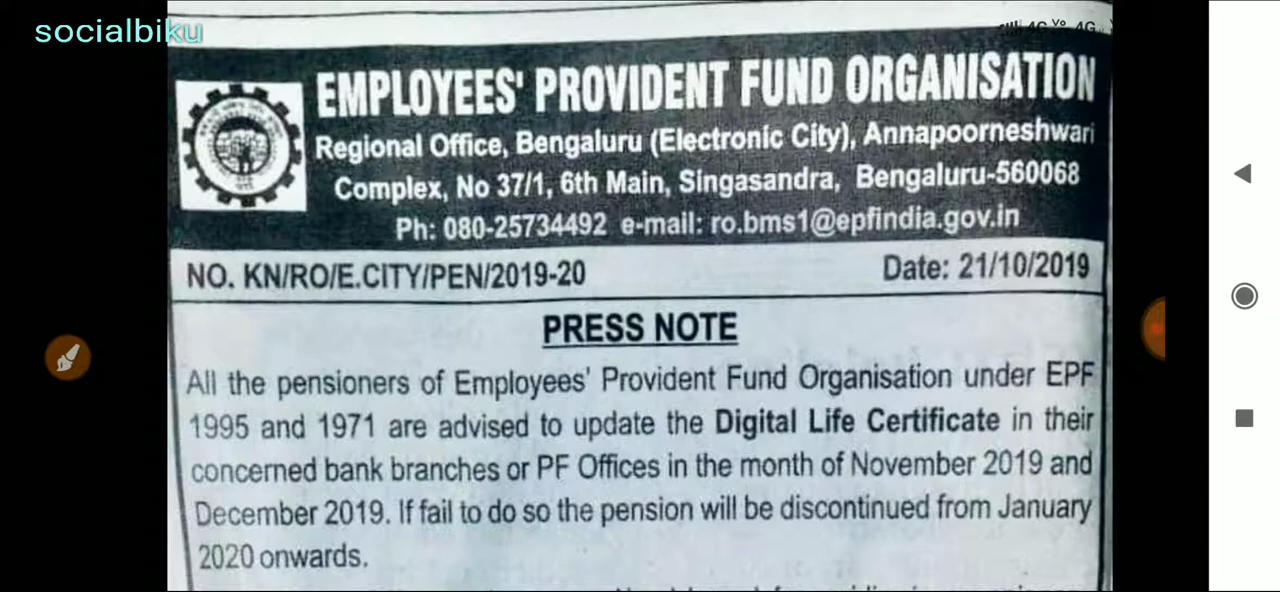 socialbiku
4G Vo 4G
EMPLOYEES' PROVIDENT FUND ORGANISATION
Regional Office, Bengaluru (Electronic City), Annapoorneshwari
Complex, No 37/1, 6th Main, Singasandra, Bengaluru-560068
Ph: 080-25734492 e-mail: ro.bms1@epfindia.gov.in
NO. KN/RO/E.CITY/PEN/2019-20 Date: 21/10/2019
PRESS NOTE
All the pensioners of Employees' Provident Fund Organisation under EPF
1995 and 1971 are advised to update the Digital Life Certificate in their
concerned bank branches or PF Offices in the month of November 2019 and
December 2019. If fail to do so the pension will be discontinued from January
2020 onwards.